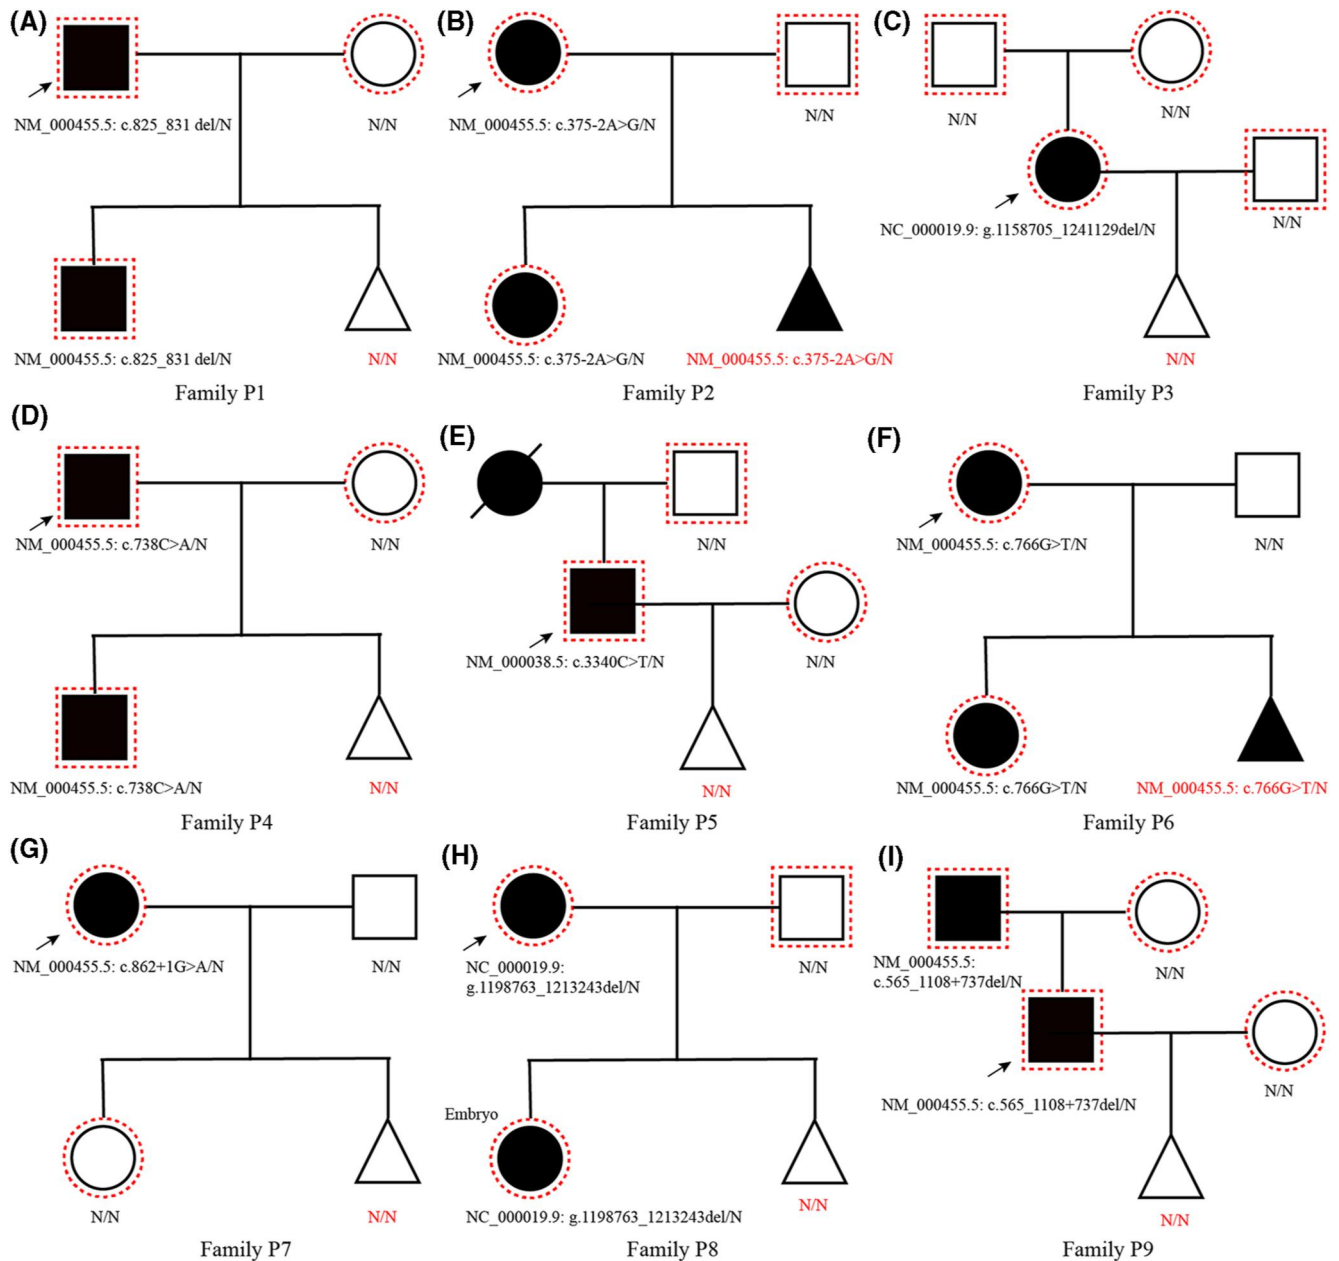 (A)
NM_000455.5: c.825_831 del/N
N/N
NM_000455.5: c.825_831 del/N
N/N
Family P1
(B)
NM_000455.5: c.375-2A>G/N
N/N
NM_000455.5: c.375-2A>G/N
NM_000455.5: c.375-2A>G/N
Family P2
(C)
N/N
N/N
NC_000019.9: g.1158705_1241129del/N
N/N
N/N
Family P3
(D)
NM_000455.5: c.738C>A/N
N/N
NM_000455.5: c.738C>A/N
N/N
Family P4
(E)
N/N
NM_000038.5: c.3340C>T/N
N/N
N/N
Family P5
(F)
NM_000455.5: c.766G>T/N
N/N
NM_000455.5: c.766G>T/N
NM_000455.5: c.766G>T/N
Family P6
(G)
NM_000455.5: c.862+1G>A/N
N/N
N/N
N/N
Family P7
(H)
NC_000019.9:
g.1198763_1213243del/N
N/N
Embryo
NC_000019.9: g.1198763_1213243del/N
N/N
Family P8
(I)
NM_000455.5:
c.565_1108+737del/N
N/N
NM_000455.5: c.565_1108+737del/N
N/N
N/N
Family P9